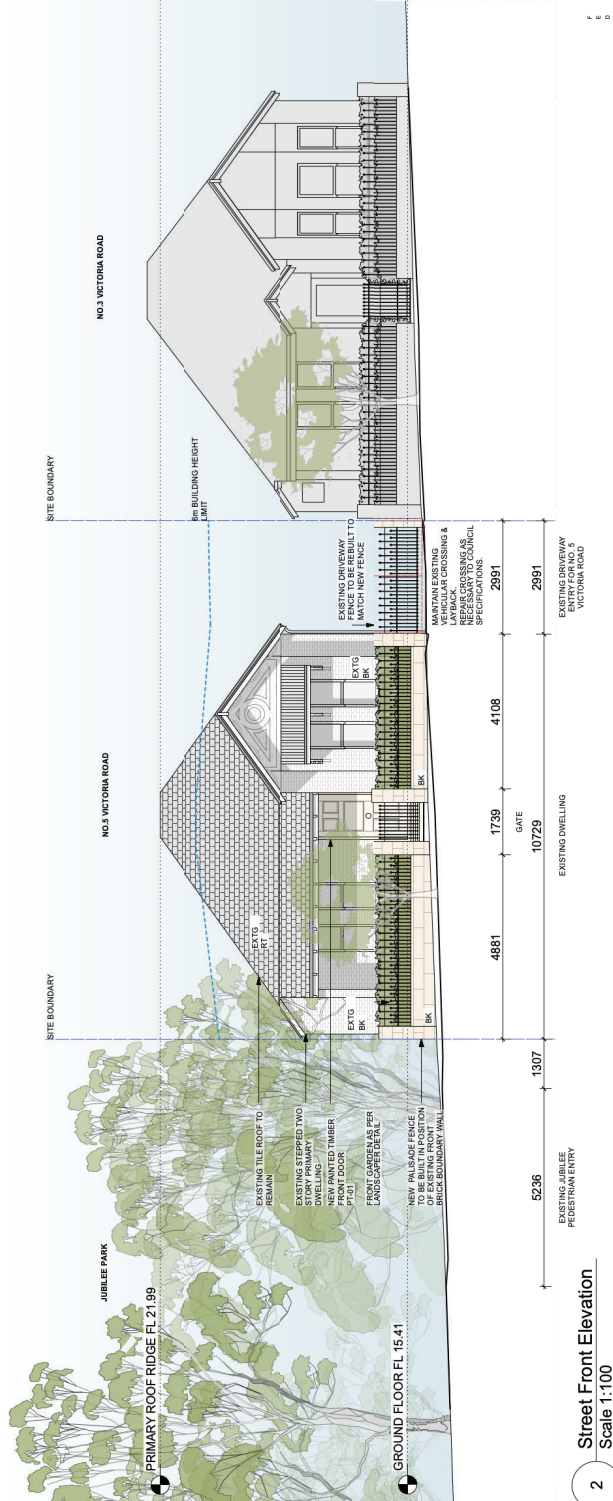 JUBILEE PARK
SITE BOUNDARY
NO.5 VICTORIA ROAD
SITE BOUNDARY
NO.3 VICTORIA ROAD
6m BUILDING HEIGHT
LIMIT
PRIMARY ROOF RIDGE FL 21.99
GROUND FLOOR FL 15.41
EXISTING TILE ROOF TO
REMAIN
EXISTING STEPPED TWO
STORY PRIMARY
DWELLING
NEW PAINTED TIMBER
FRONT DOOR
PT-01
FRONT GARDEN AS PER
LANDSCAPER DETAIL
NEW PALISADE FENCE
TO BE BUILT IN POSITION
OF EXISTING FRONT
BRICK BOUNDARY WALL
EXTG
RT
EXTG
BK
BK
EXTG
BK
BK
EXISTING DRIVEWAY
FENCE TO BE REBUILT TO
MATCH NEW FENCE
MAINTAIN EXISTING
VEHICULAR CROSSING &
LAYBACK.
REPAIR CROSSING AS
NECESSARY TO COUNCIL
SPECIFICATIONS.
4881
1739
4108
2991
GATE
5236
1307
10729
2991
EXISTING JUBILEE
PEDESTRIAN ENTRY
EXISTING DWELLING
EXISTING DRIVEWAY
ENTRY FOR NO. 5
VICTORIA ROAD
2
Street Front Elevation
Scale 1:100
F
E
D